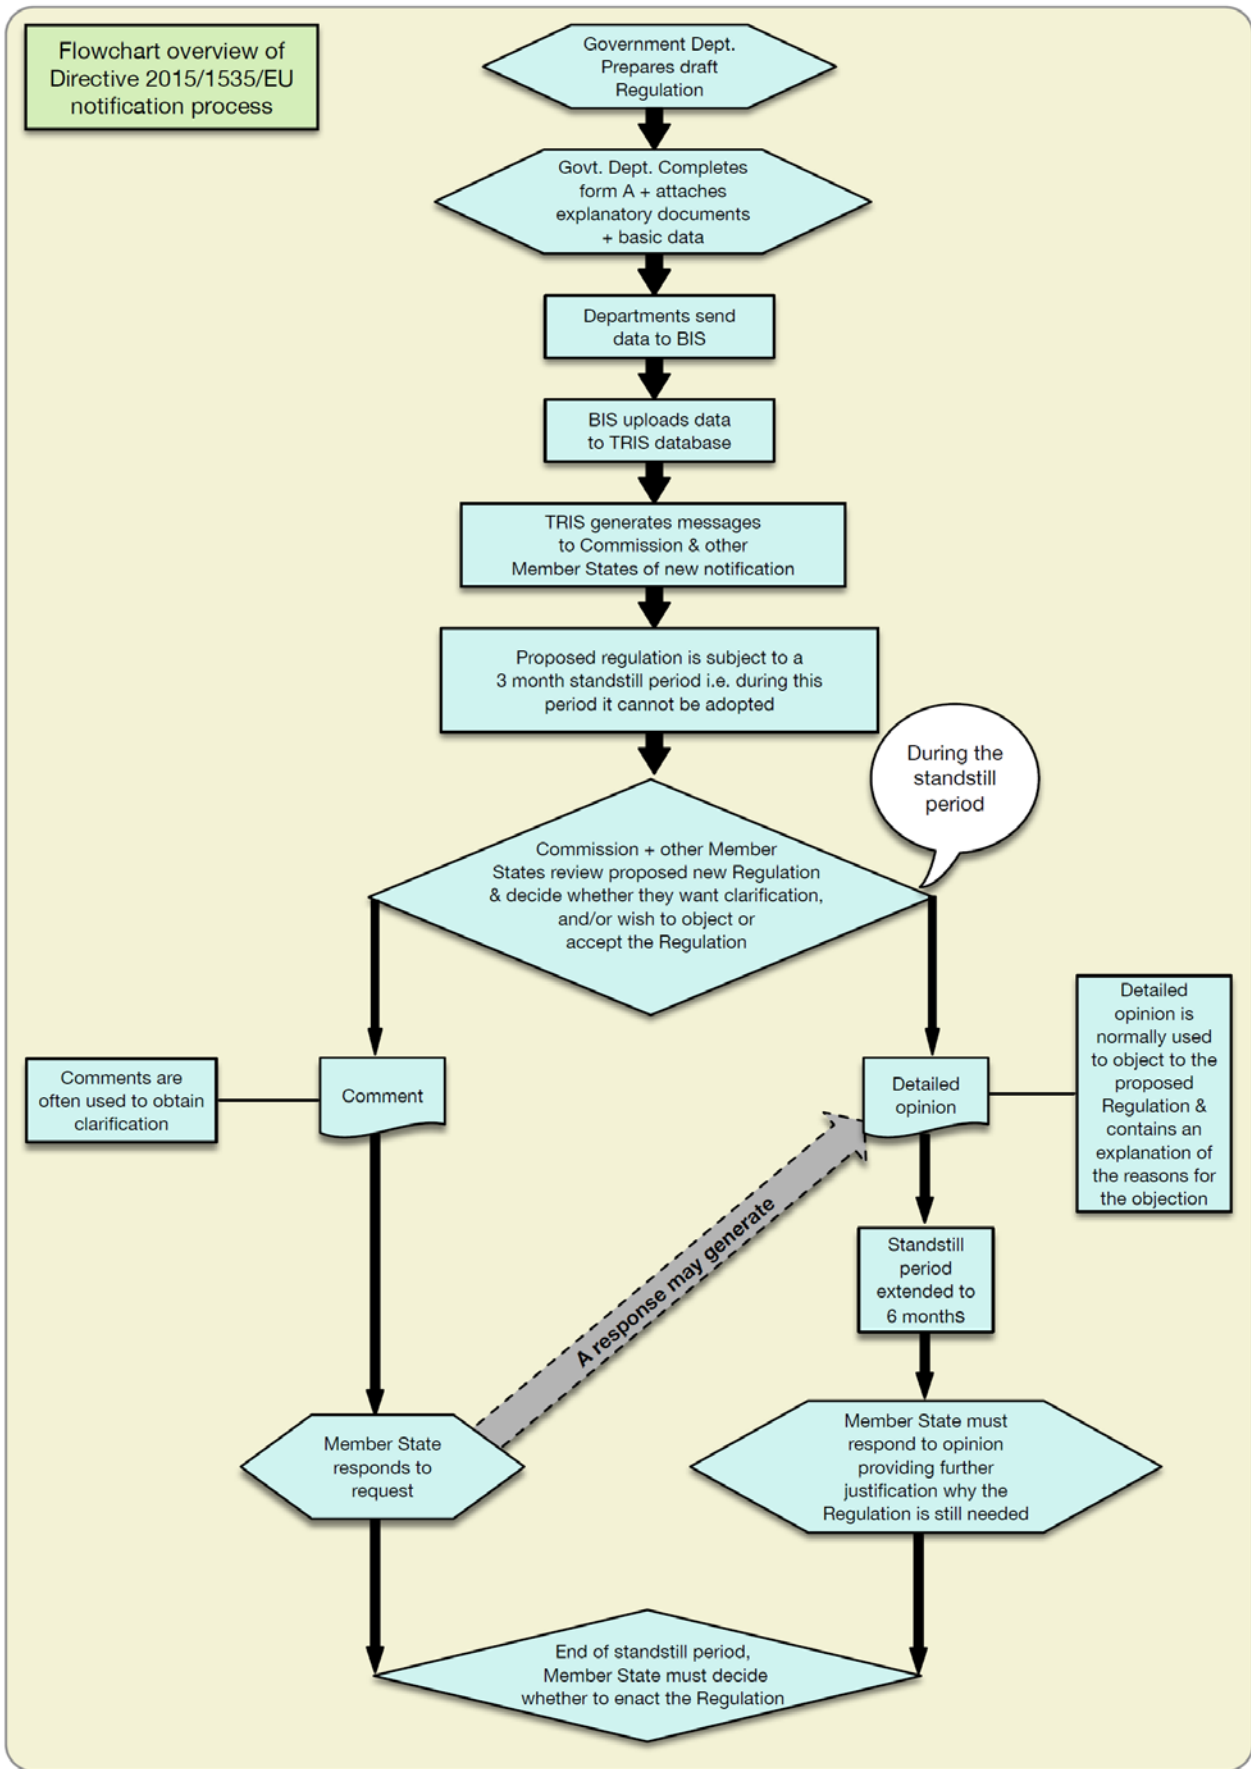 Flowchart overview of
Directive 2015/1535/EU
notification process
Government Dept.
Prepares draft
Regulation
Govt. Dept. Completes
form A + attaches
explanatory documents
+ basic data
Departments send
data to BIS
BIS uploads data
to TRIS database
TRIS generates messages
to Commission & other
Member States of new notification
Proposed regulation is subject to a
3 month standstill period i.e. during this
period it cannot be adopted
During the
standstill
period
Commission + other Member
States review proposed new Regulation
& decide whether they want clarification,
and/or wish to object or
accept the Regulation
Comments are
often used to obtain
clarification
Comment
Detailed
opinion
Detailed
opinion is
normally used
to object to the
proposed
Regulation &
contains an
explanation of
the reasons for
the objection
A response may generate
Standstill
period
extended to
6 months
Member State
responds to
request
Member State must
respond to opinion
providing further
justification why the
Regulation is still needed
End of standstill period,
Member State must decide
whether to enact the Regulation